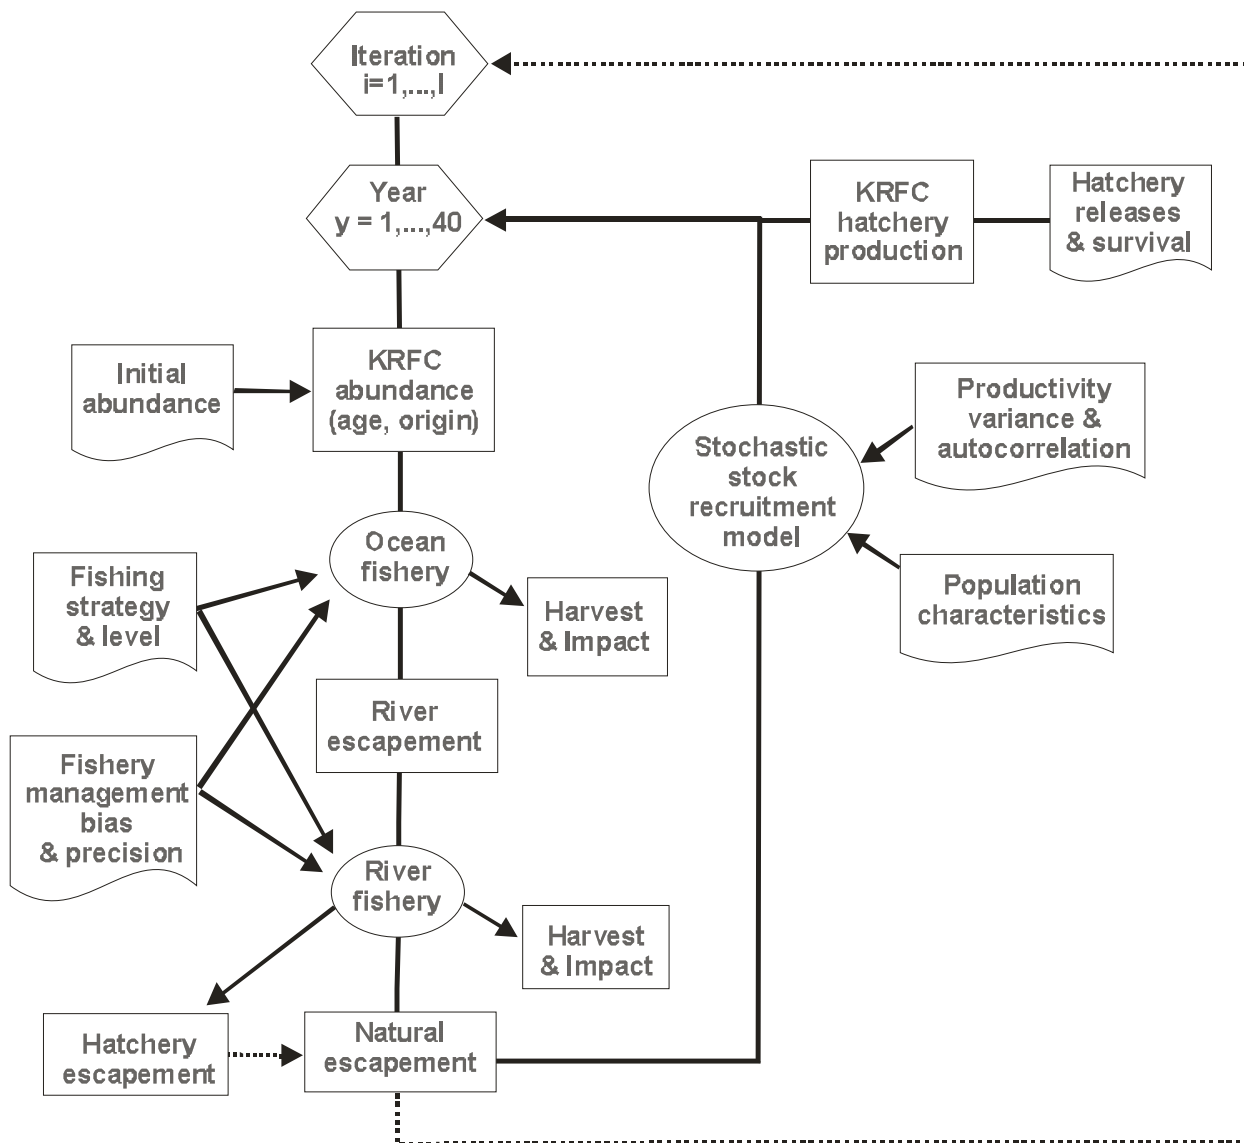 Iteration
i=1,...,I
Year
y = 1,...,40
KRFC
hatchery
production
Hatchery
releases
& survival
Initial
abundance
KRFC
abundance
(age, origin)
Productivity
variance &
autocorrelation
Stochastic
stock
recruitment
model
Ocean
fishery
Fishing
strategy
& level
Harvest
& Impact
Population
characteristics
River
escapement
Fishery
management
bias
& precision
River
fishery
Harvest
& Impact
Hatchery
escapement
Natural
escapement